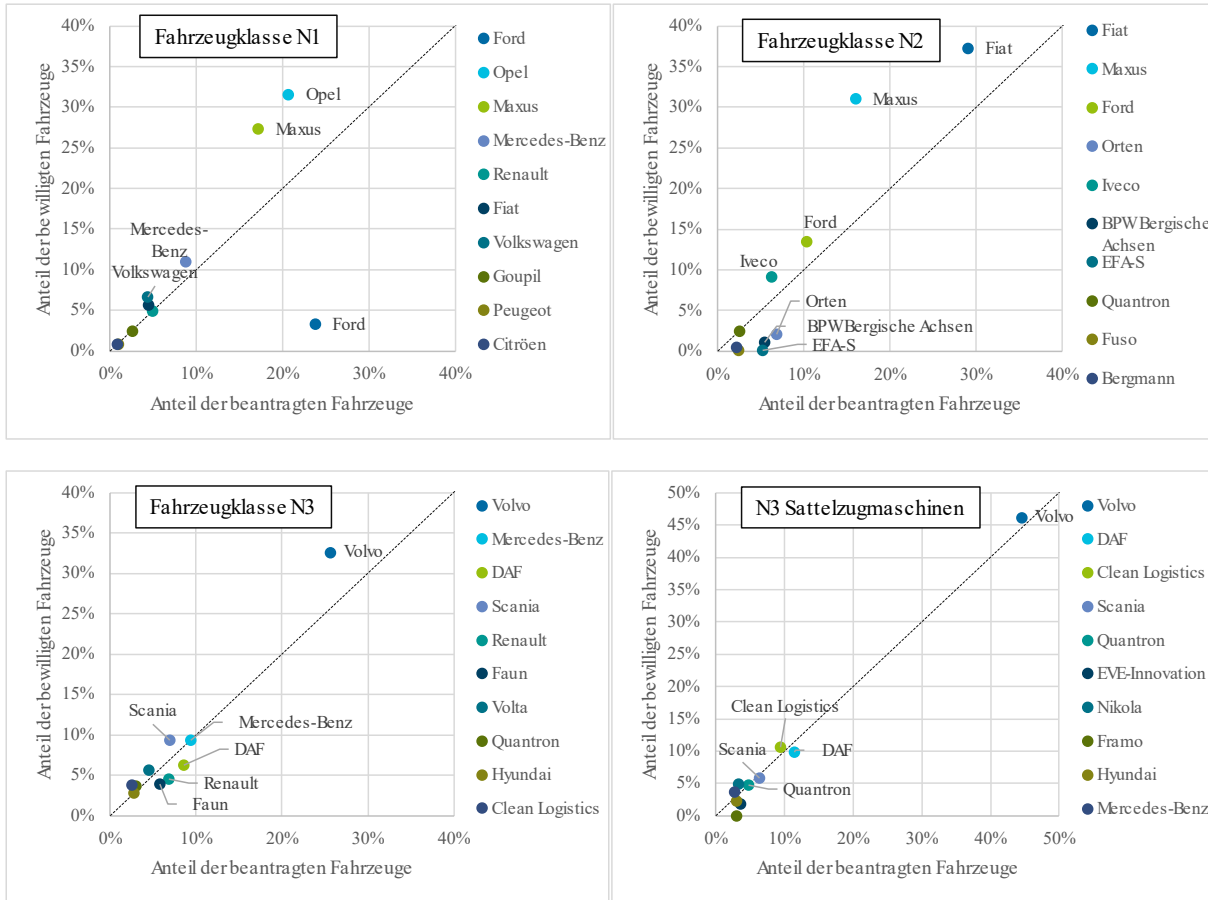 Fahrzeugklasse N1
Anteil der bewilligten Fahrzeuge
40%
35%
30%
25%
20%
15%
10%
5%
0%
Opel
Maxus
Mercedes-
Benz
Volkswagen
Ford
0%
10%
20%
30%
40%
Anteil der beantragten Fahrzeuge
Ford
Opel
Maxus
Mercedes-Benz
Renault
Fiat
Volkswagen
Goupil
Peugeot
Citröen
Fahrzeugklasse N2
Anteil der bewilligten Fahrzeuge
40%
35%
30%
25%
20%
15%
10%
5%
0%
Fiat
Maxus
Ford
Iveco
Orten
BPWBergische Achsen
EFA-S
0%
10%
20%
30%
40%
Anteil der beantragten Fahrzeuge
Fiat
Maxus
Ford
Orten
Iveco
BPWBergische
Achsen
EFA-S
Quantron
Fuso
Bergmann
Fahrzeugklasse N3
Anteil der bewilligten Fahrzeuge
40%
35%
30%
25%
20%
15%
10%
5%
0%
Volvo
Scania
Mercedes-Benz
DAF
Renault
Faun
0%
10%
20%
30%
40%
Anteil der beantragten Fahrzeuge
Volvo
Mercedes-Benz
DAF
Scania
Renault
Faun
Volta
Quantron
Hyundai
Clean Logistics
N3 Sattelzugmaschinen
Anteil der bewilligten Fahrzeuge
50%
45%
40%
35%
30%
25%
20%
15%
10%
5%
0%
Volvo
Clean Logistics
Scania
DAF
Quantron
0%
10%
20%
30%
40%
50%
Anteil der beantragten Fahrzeuge
Volvo
DAF
Clean Logistics
Scania
Quantron
EVE-Innovation
Nikola
Framo
Hyundai
Mercedes-Benz